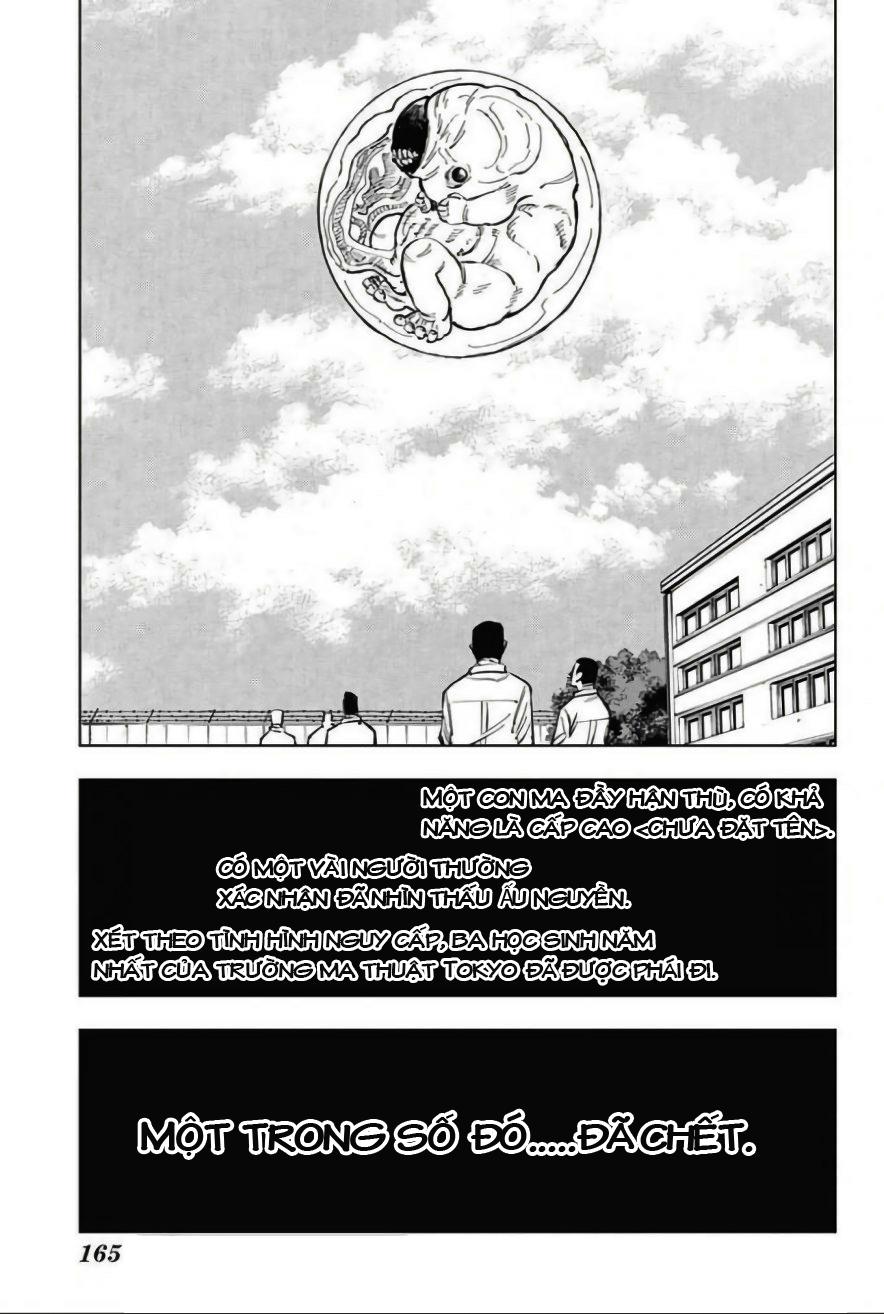 MỘT CON MA ĐẦY HẬN THÙ, CÓ KHẢ
NĂNG LÀ CẤP CAO <CHƯA ĐẶT TÊN>.
CÓ MỘT VÀI NGƯỜI THƯỜNG
XÁC NHẬN ĐÃ NHÌN THẤU ẤU NGUYỀN.
XÉT THEO TÌNH HÌNH NGUY CẤP, BA HỌC SINH NĂM
NHẤT CỦA TRƯỜNG MA THUẬT TOKYO ĐÃ ĐƯỢC PHÁI ĐI.
MỘT TRONG SỐ ĐÓ.....ĐÃ CHẾT.
165